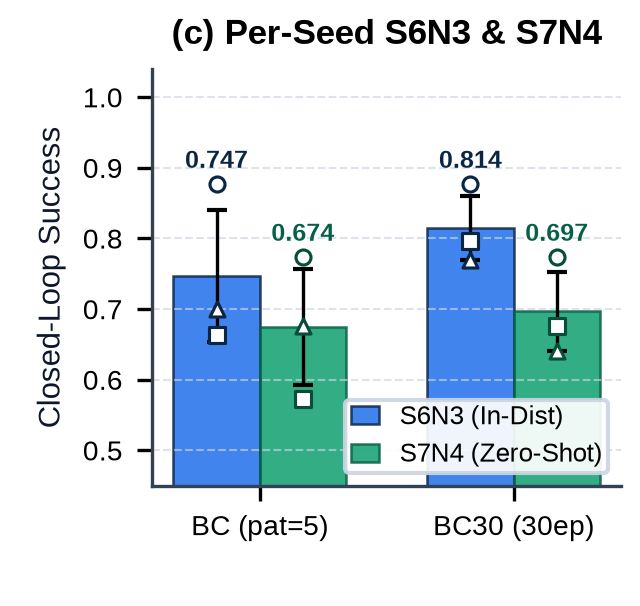 (c) Per-Seed S6N3 & S7N4
Closed-Loop Success
1.0
0.9
0.8
0.7
0.6
0.5
0.747
0.674
0.814
0.697
S6N3 (In-Dist)
S7N4 (Zero-Shot)
BC (pat=5)
BC30 (30ep)